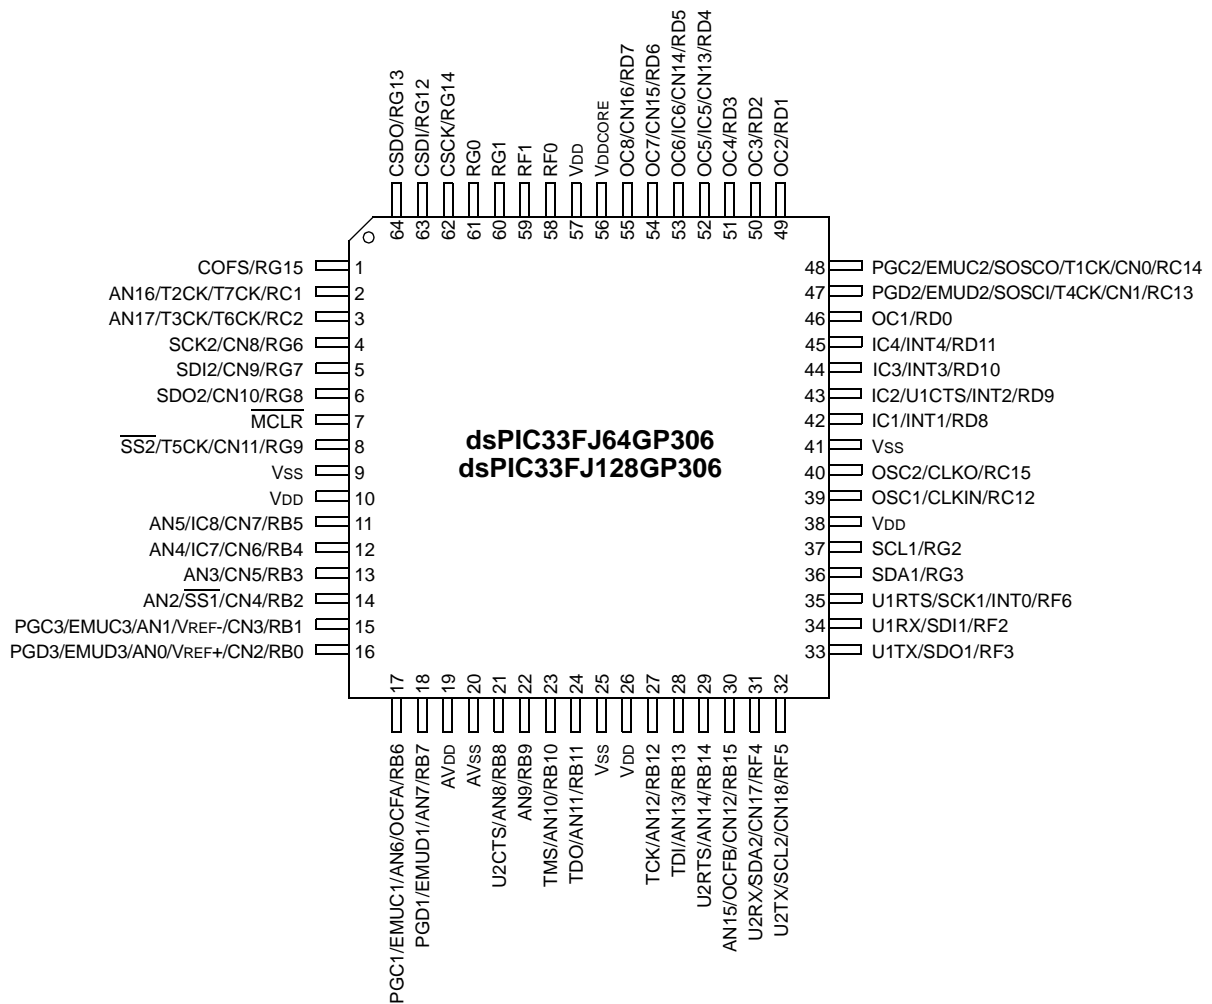 CSDO/RG13
CSDI/RG12
CSCK/RG14
RG0
RG1
RF1
RF0
VDD
VDDCORE
OC8/CN16/RD7
OC7/CN15/RD6
OC6/IC6/CN14/RD5
OC5/IC5/CN13/RD4
OC4/RD3
OC3/RD2
OC2/RD1
64
63
62
61
60
59
58
57
56
55
54
53
52
51
50
49
COFS/RG15 1
AN16/T2CK/T7CK/RC1 2
AN17/T3CK/T6CK/RC2 3
SCK2/CN8/RG6 4
SDI2/CN9/RG7 5
SDO2/CN10/RG8 6
MCLR 7
SS2/T5CK/CN11/RG9 8
VSS 9
VDD 10
AN5/IC8/CN7/RB5 11
AN4/IC7/CN6/RB4 12
AN3/CN5/RB3 13
AN2/SS1/CN4/RB2 14
PGC3/EMUC3/AN1/VREF-/CN3/RB1 15
PGD3/EMUD3/AN0/VREF+/CN2/RB0 16
dsPIC33FJ64GP306
dsPIC33FJ128GP306
48 PGC2/EMUC2/SOSCO/T1CK/CN0/RC14
47 PGD2/EMUD2/SOSCI/T4CK/CN1/RC13
46 OC1/RD0
45 IC4/INT4/RD11
44 IC3/INT3/RD10
43 IC2/U1CTS/INT2/RD9
42 IC1/INT1/RD8
41 VSS
40 OSC2/CLKO/RC15
39 OSC1/CLKIN/RC12
38 VDD
37 SCL1/RG2
36 SDA1/RG3
35 U1RTS/SCK1/INT0/RF6
34 U1RX/SDI1/RF2
33 U1TX/SDO1/RF3
17
18
19
20
21
22
23
24
25
26
27
28
29
30
31
32
PGC1/EMUC1/AN6/OCFA/RB6
PGD1/EMUD1/AN7/RB7
AVDD
AVSS
U2CTS/AN8/RB8
AN9/RB9
TMS/AN10/RB10
TDO/AN11/RB11
VSS
VDD
TCK/AN12/RB12
TDI/AN13/RB13
U2RTS/AN14/RB14
AN15/OCFB/CN12/RB15
U2RX/SDA2/CN17/RF4
U2TX/SCL2/CN18/RF5